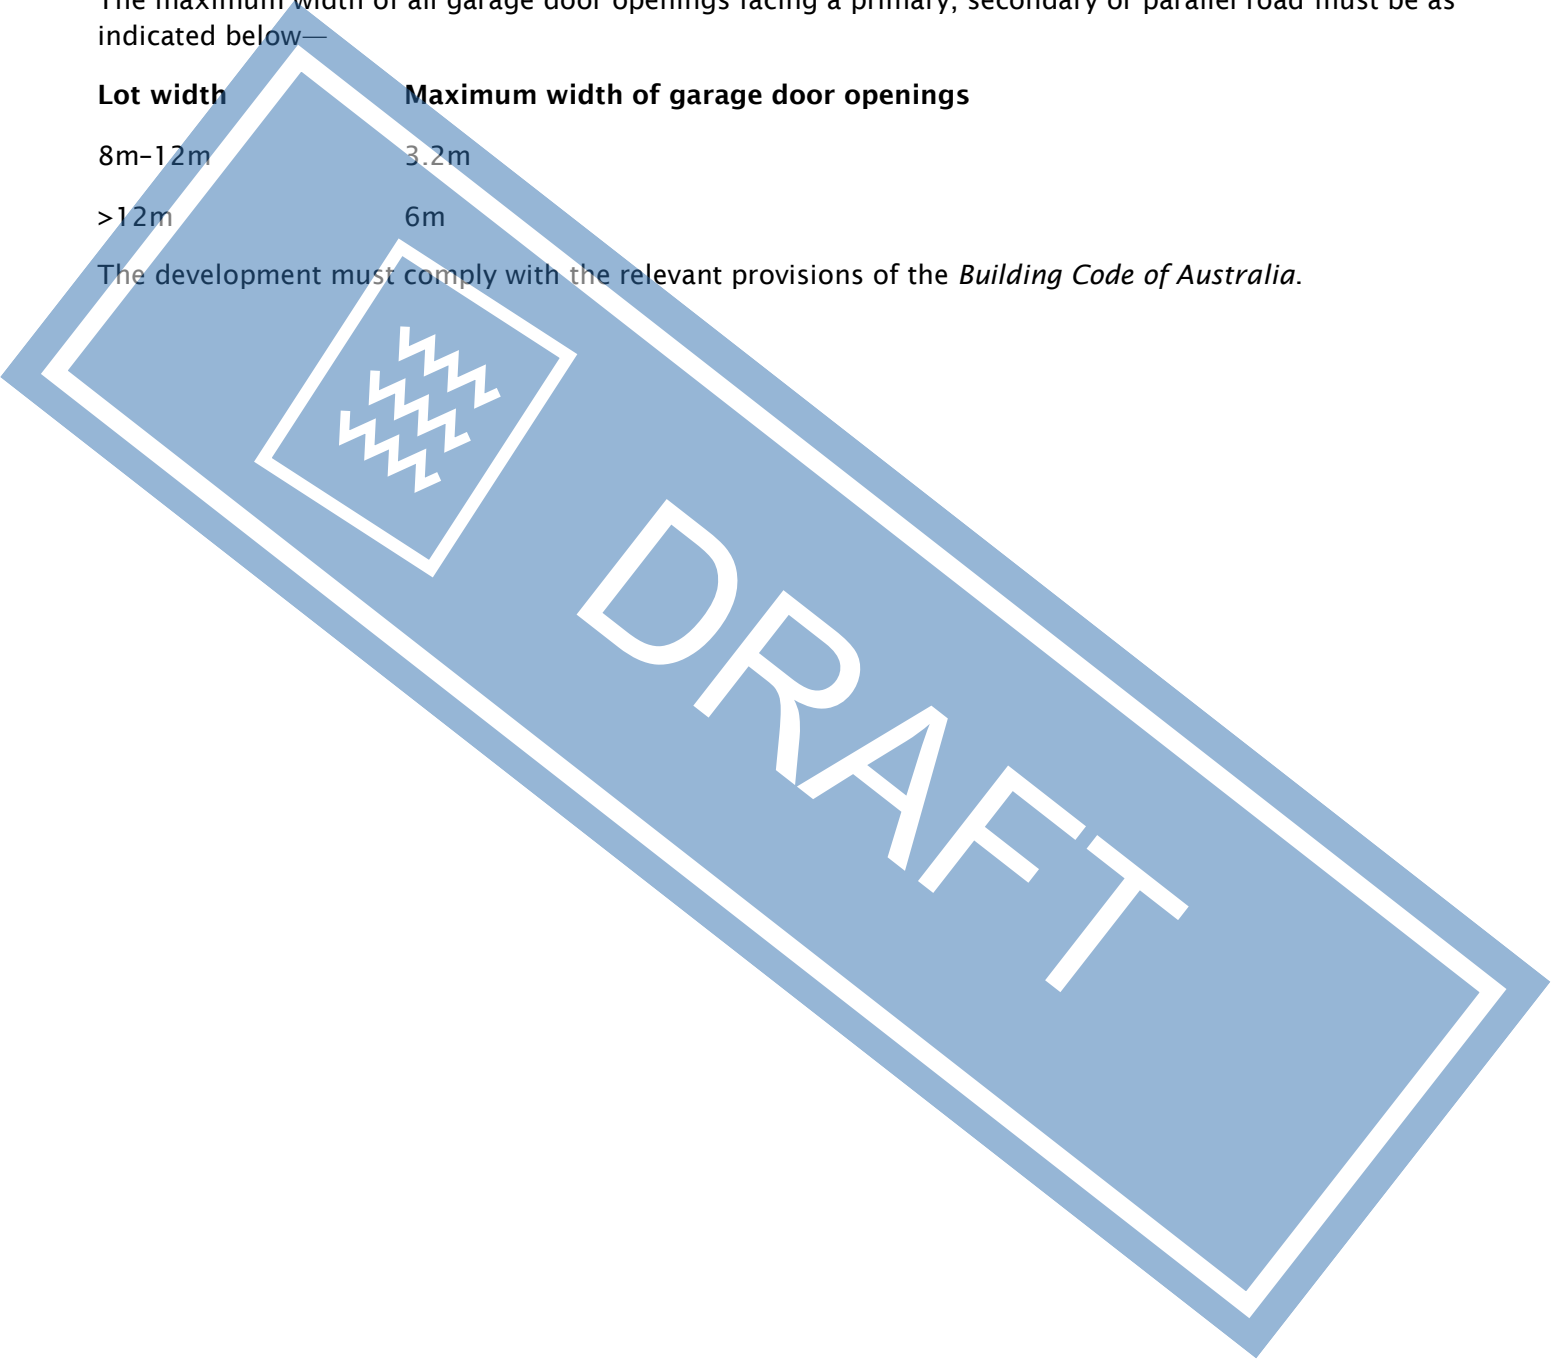 The maximum width of all garage door openings facing a primary, secondary or parallel road must be as
indicated below—
Lot width Maximum width of garage door openings
8m–12m 3.2m
>12m 6m
The development must comply with the relevant provisions of the Building Code of Australia.
DRAFT